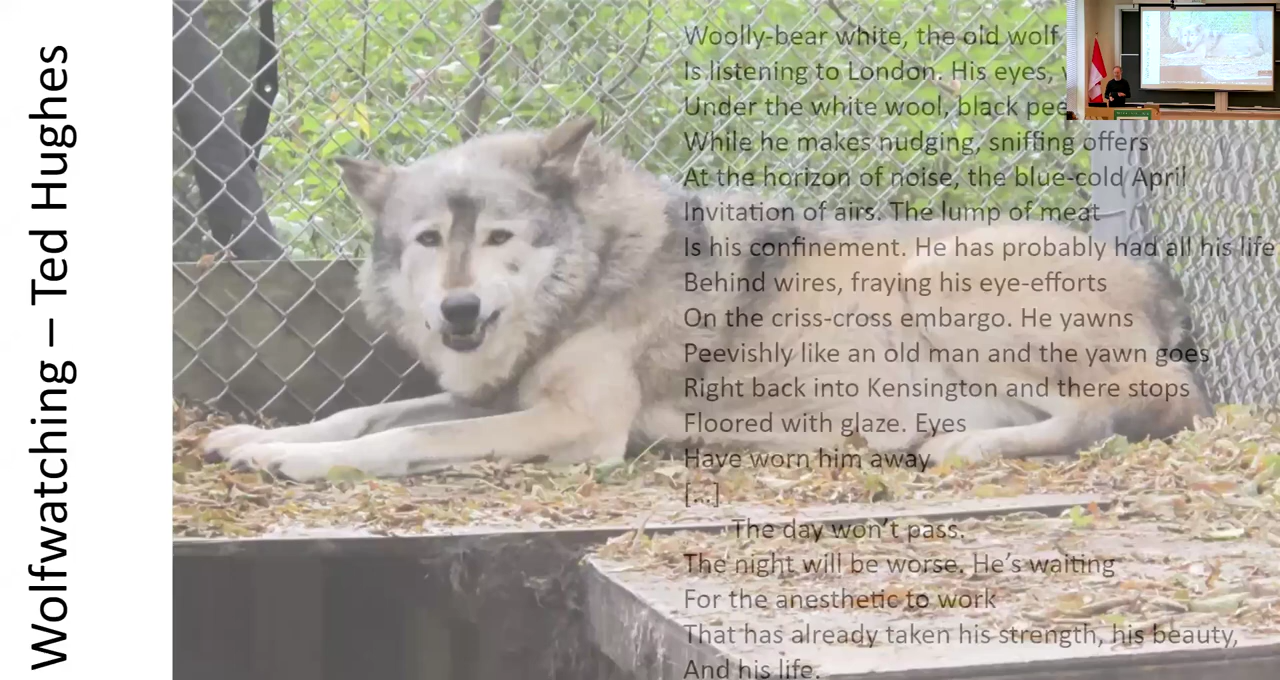 Wolfwatching – Ted Hughes
Woolly-bear white, the old wolf
Is listening to London. His eyes,
Under the white wool, black
While he makes nudging, sniffing offers
At the horizon of noise, the blue-cold April
Invitation of airs. The lump of meat
Is his confinement. He has probably had all his life
Behind wires, fraying his eye-efforts
On the criss-cross embargo. He yawns
Peevishly like an old man and the yawn goes
Right back into Kensington and there stops
Floored with glaze. Eyes
Have worn him away
[...]
The day won't pass.
The night will be worse. He's waiting
For the anesthetic to work
That has already taken his strength, his beauty,
And his life.